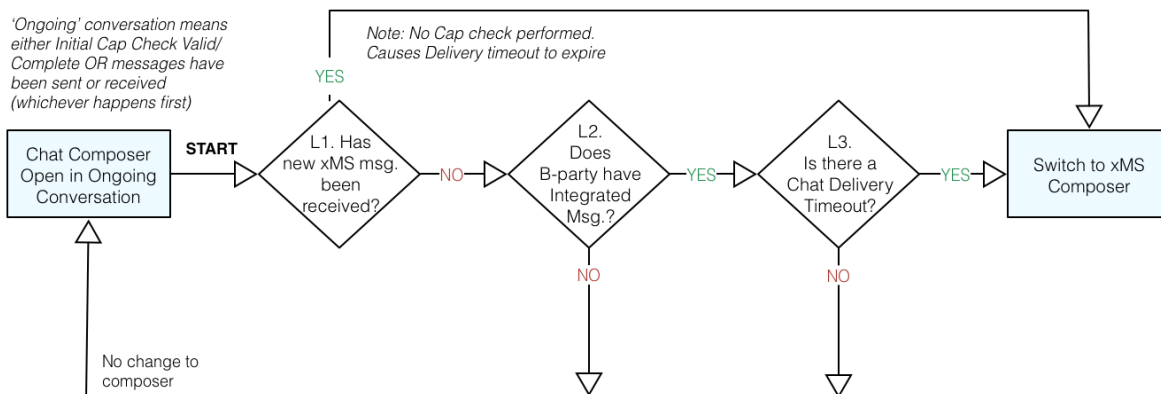 ‘Ongoing’ conversation means
either Initial Cap Check Valid/
Complete OR messages have
been sent or received
(whichever happens first)
Note: No Cap check performed.
Causes Delivery timeout to expire
YES
Chat Composer
Open in Ongoing
Conversation
START
L1. Has
new xMS msg.
been
received?
NO
L2.
Does
B-party have
Integrated
Msg.?
YES
L3.
Is there a
Chat Delivery
Timeout?
YES
Switch to xMS
Composer
NO
NO
No change to
composer